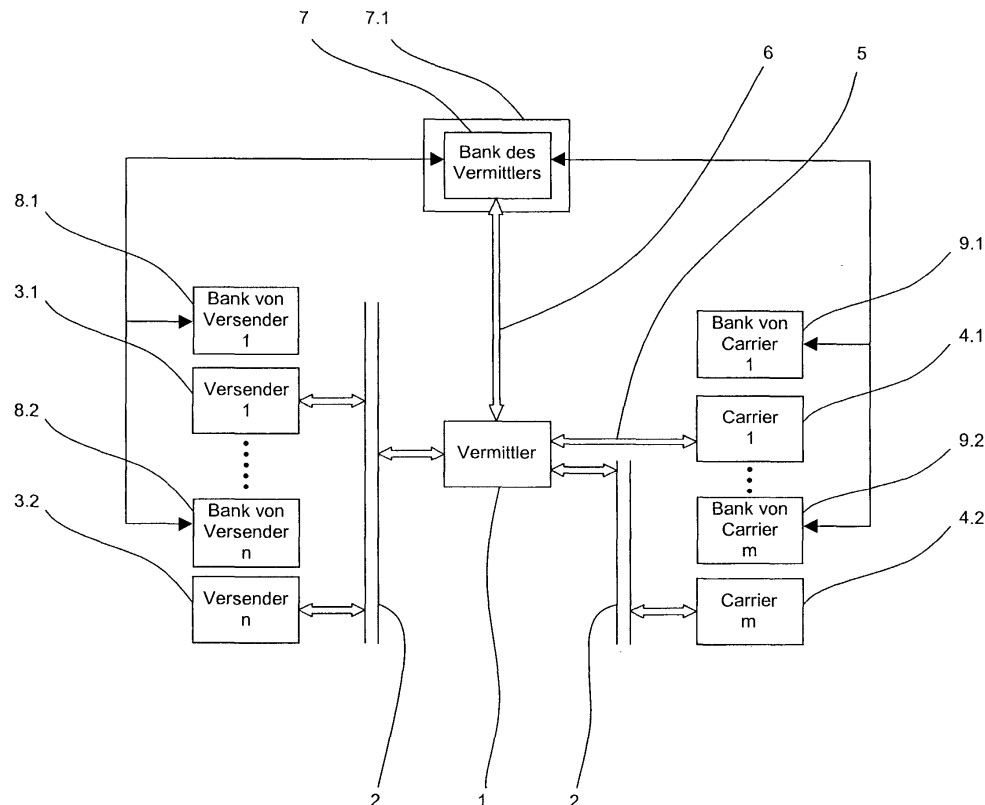 7
7.1
6
5
Bank des
Vermittlers
8.1
9.1
3.1
Bank von
Versender
1
Bank von
Carrier
1
4.1
Versender
1
Carrier
1
8.2
Vermittler
9.2
3.2
Bank von
Versender
n
Bank von
Carrier
m
4.2
Versender
n
Carrier
m
2
1
2